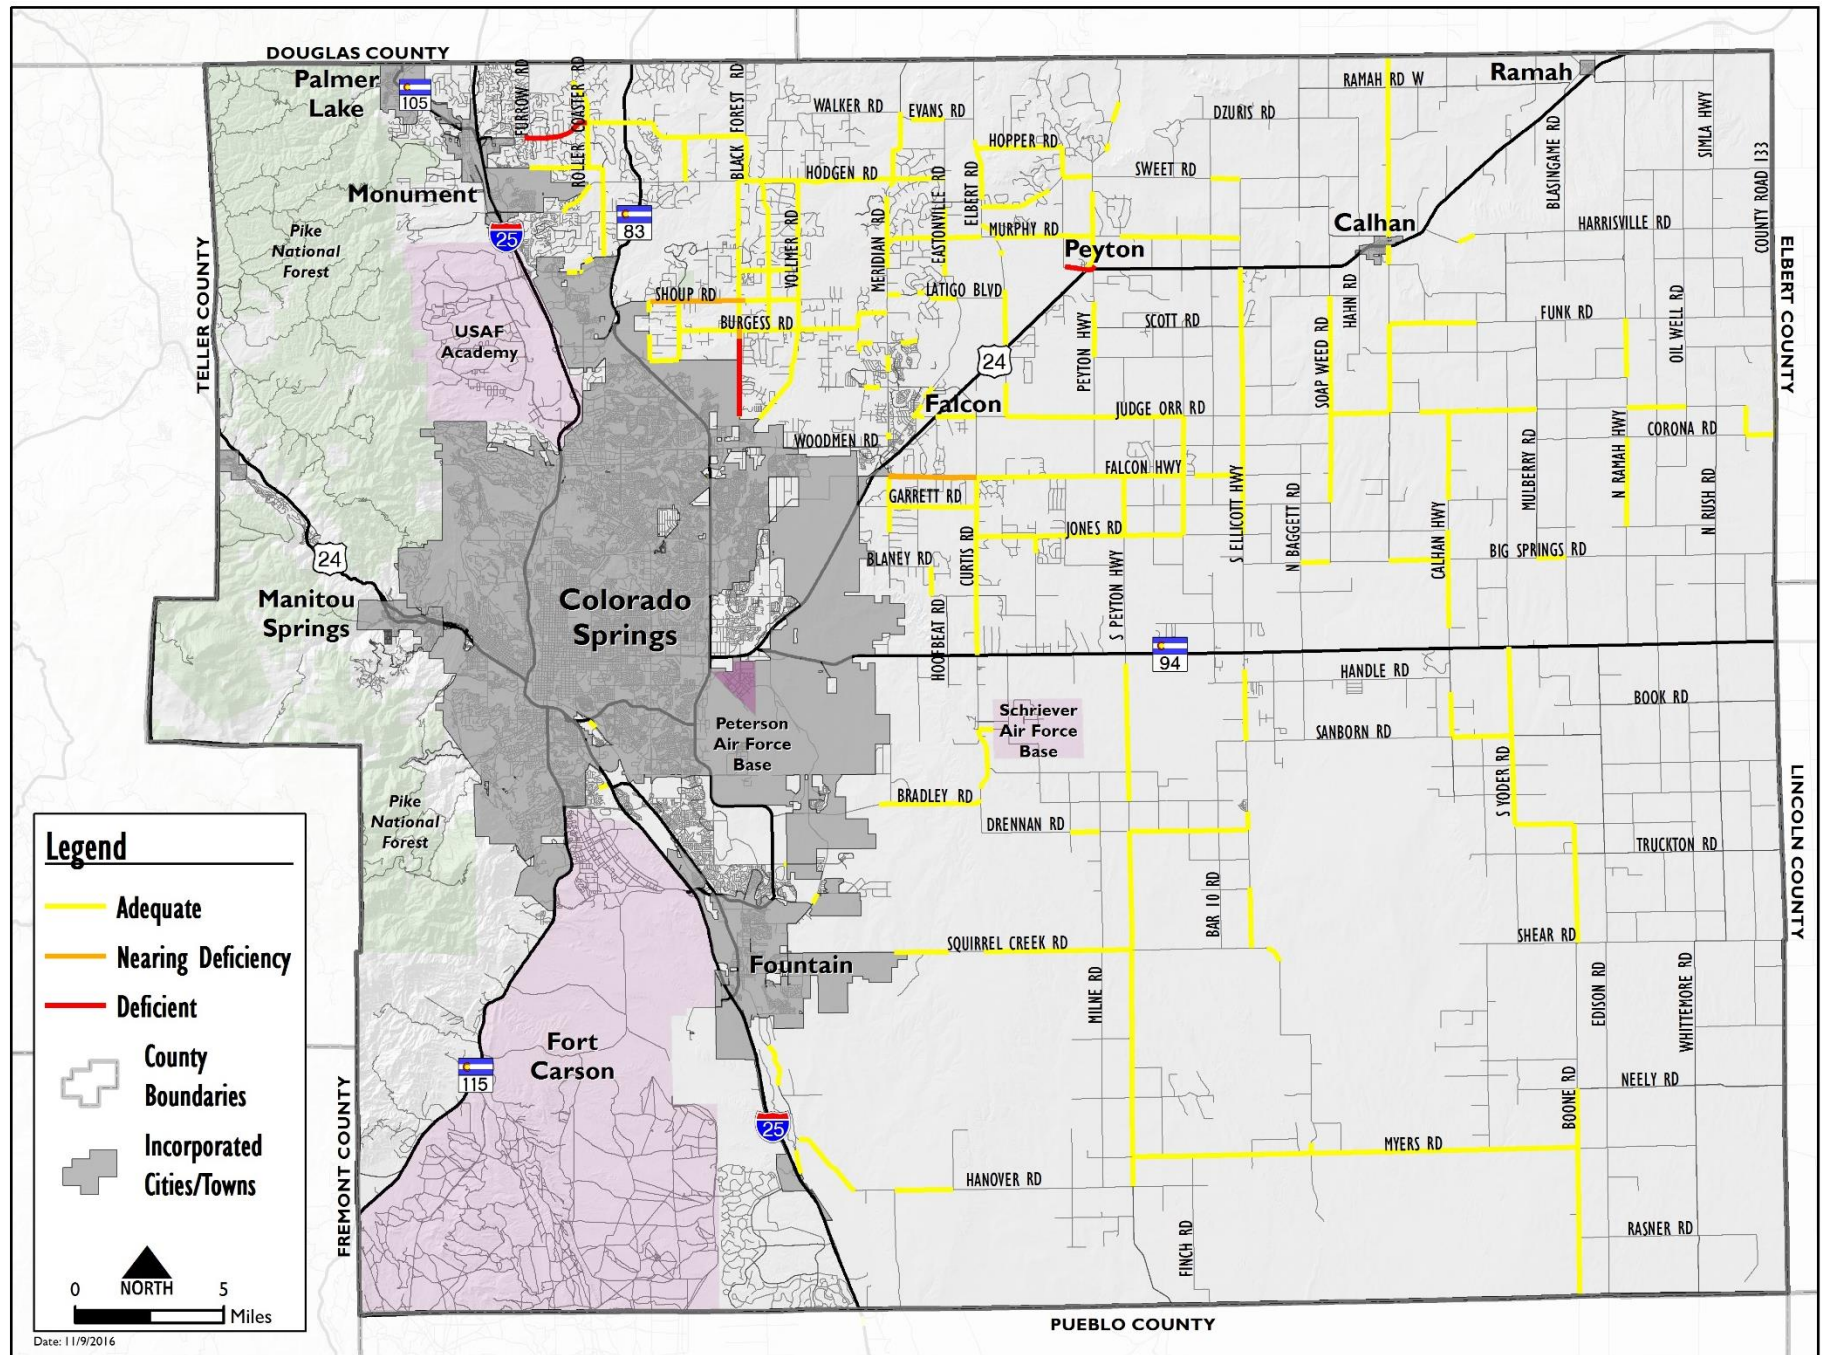 DOUGLAS COUNTY
Palmer
Lake
105
FURROW RD
ROLLER COASTER RD
BLACK FOREST RD
WALKER RD
EVANS RD
HOPPER RD
DZURIS RD
RAMAH RD W
Ramah
SIMLA HWY
COUNTY ROAD 133
Monument
HODGEN RD
EASTONVILLE RD
ELBERT RD
SWEET RD
BLASINGAME RD
Pike
National
Forest
25
83
VOLLMER RD
MERIDIAN RD
MURPHY RD
Peyton
Calhan
HARRISVILLE RD
TELLER COUNTY
ELBERT COUNTY
USAF
Academy
SHOUP RD
BURGESS RD
LATIGO BLVD
24
PEYTON HWY
SCOTT RD
SOAP WEED RD
HAHN RD
FUNK RD
OIL WELL RD
Falcon
JUDGE ORR RD
WOODMEN RD
FALCON HWY
GARRETT RD
MULBERRY RD
N RAMAH HWY
CORONA RD
N RUSH RD
24
BLANEY RD
CURTIS RD
JONES RD
S PEYTON HWY
S ELLICOTT HWY
N BAGGETT RD
CALHAN HWY
BIG SPRINGS RD
Manitou
Springs
Colorado
Springs
HOOFBEAT RD
94
HANDLE RD
BOOK RD
Peterson
Air Force
Base
Schriever
Air Force
Base
SANBORN RD
S YODER RD
Pike
National
Forest
BRADLEY RD
DRENNAN RD
TRUCKTON RD
LINCOLN COUNTY
BAR 10 RD
SQUIRREL CREEK RD
SHEAR RD
Fountain
MILNE RD
EDISON RD
WHITTEMORE RD
Fort
Carson
115
25
BOONE RD
NEELY RD
MYERS RD
HANOVER RD
FINCH RD
RASNER RD
FREMONT COUNTY
PUEBLO COUNTY
Legend
Adequate
Nearing Deficiency
Deficient
County
Boundaries
Incorporated
Cities/Towns
NORTH
0 5
Miles
Date: 11/9/2016